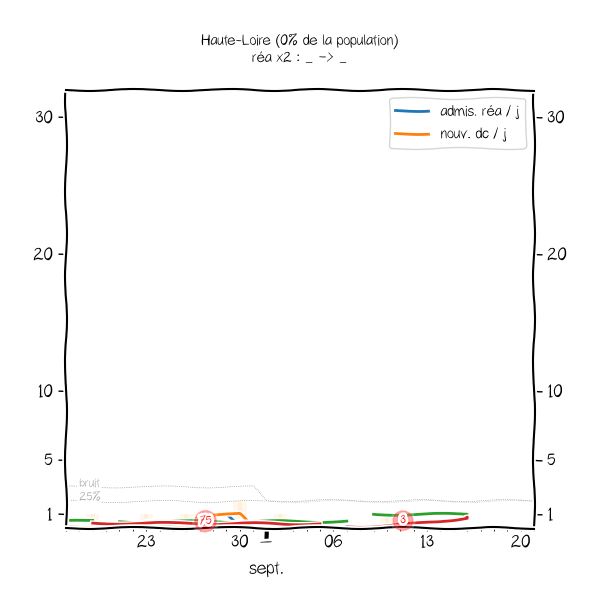 Haute-Loire (0% de la population)
réa x2 : _ -> _
admis. réa / j
nouv. dc / j
30 30
20 20
10 10
5 5
bruit
25%
1 1
75 3
23 30 06 13 20
sept.